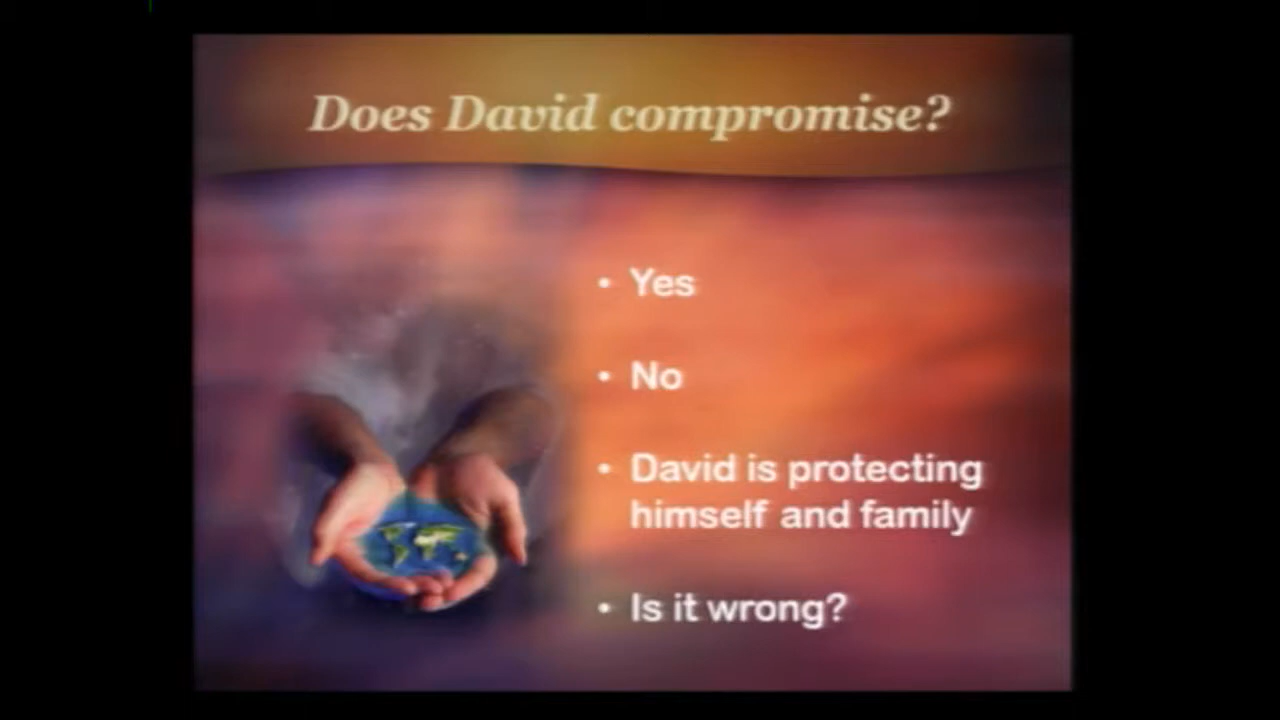 Does David compromise?
• Yes
• No
• David is protecting
himself and family
• Is it wrong?